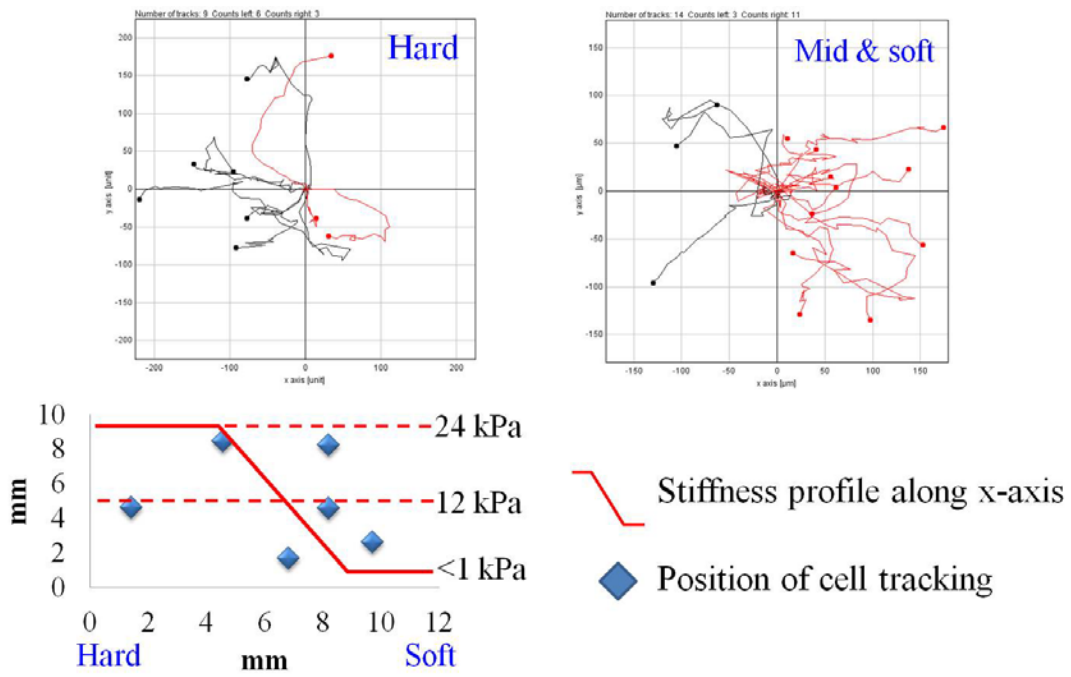 Number of tracks: 9 Counts left: 6 Counts right: 3
Hard
200
150
100
50
0
-50
-100
-150
-200
y axis [unit]
-200
-100
0
100
200
x axis [unit]
Number of tracks: 14 Counts left: 3 Counts right: 11
Mid & soft
150
100
50
0
-50
-100
-150
y axis [µm]
-150
-100
-50
0
50
100
150
x axis [µm]
10
8
6
4
2
0
mm
24 kPa
12 kPa
<1 kPa
0 2 4 6 8 10 12
Hard mm Soft
Stiffness profile along x-axis
Position of cell tracking